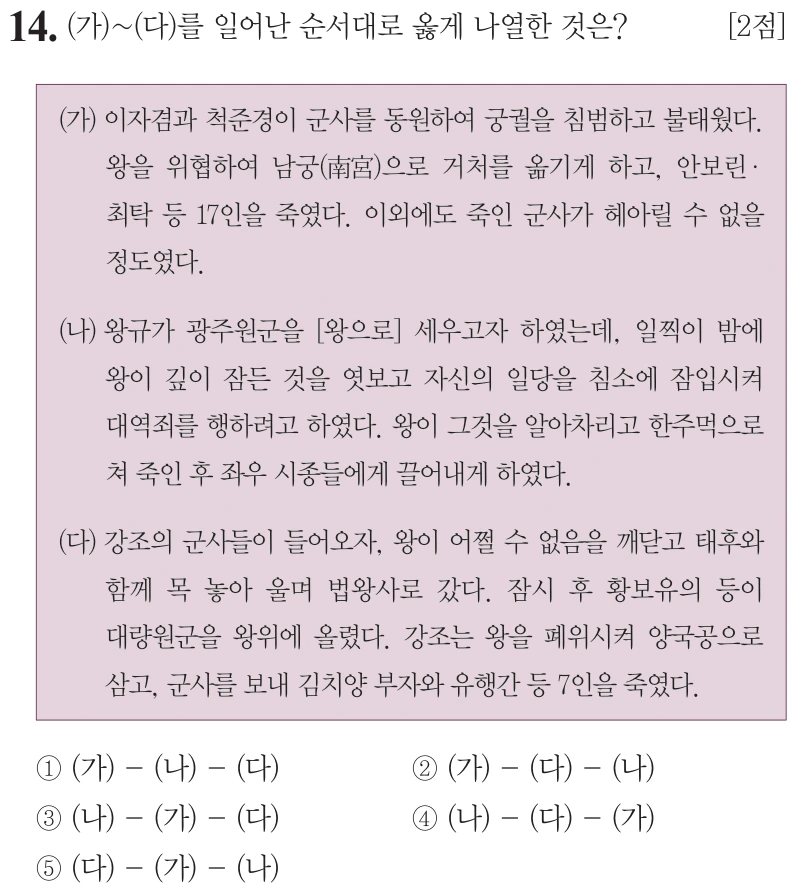 14. (가)~(다)를 일어난 순서대로 옳게 나열한 것은? [2점]
(가) 이자겸과 척준경이 군사를 동원하여 궁궐을 침범하고 불태웠다.
왕을 위협하여 남궁(南宮)으로 거처를 옮기게 하고, 안보린·
최탁 등 17인을 죽였다. 이외에도 죽인 군사가 헤아릴 수 없을
정도였다.
(나) 왕규가 광주원군을 [왕으로] 세우고자 하였는데, 일찍이 밤에
왕이 깊이 잠든 것을 엿보고 자신의 일당을 침소에 잠입시켜
대역죄를 행하려고 하였다. 왕이 그것을 알아차리고 한주먹으로
쳐 죽인 후 좌우 시종들에게 끌어내게 하였다.
(다) 강조의 군사들이 들어오자, 왕이 어쩔 수 없음을 깨닫고 태후와
함께 목 놓아 울며 법왕사로 갔다. 잠시 후 황보유의 등이
대량원군을 왕위에 올렸다. 강조는 왕을 폐위시켜 양국공으로
삼고, 군사를 보내 김치양 부자와 유행간 등 7인을 죽였다.
① (가) - (나) - (다) ② (가) - (다) - (나)
③ (나) - (가) - (다) ④ (나) - (다) - (가)
⑤ (다) - (가) - (나)